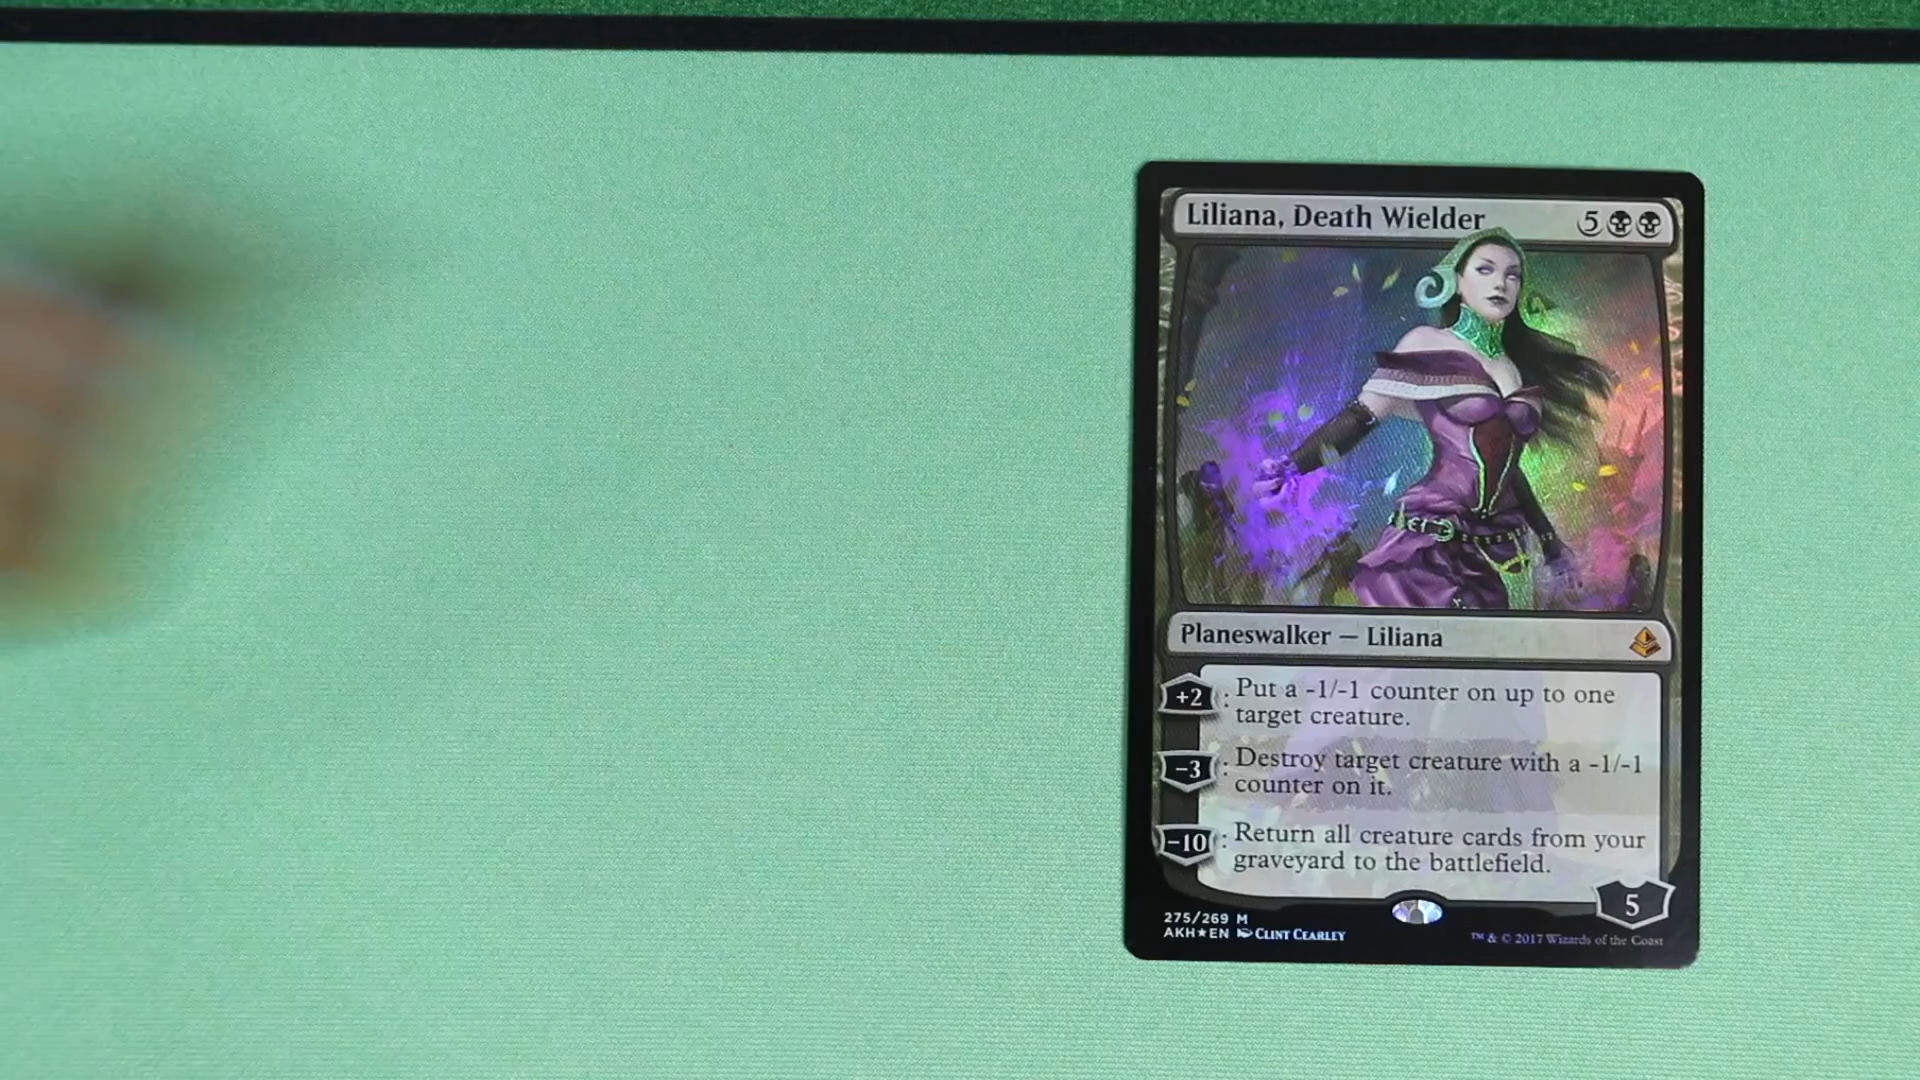 Liliana, Death Wielder 5
Planeswalker — Liliana
+2: Put a -1/-1 counter on up to one
target creature.
−3: Destroy target creature with a -1/-1
counter on it.
−10: Return all creature cards from your
graveyard to the battlefield.
5
275/269 M
AKH★EN Clint Cearley
™ & © 2017 Wizards of the Coast